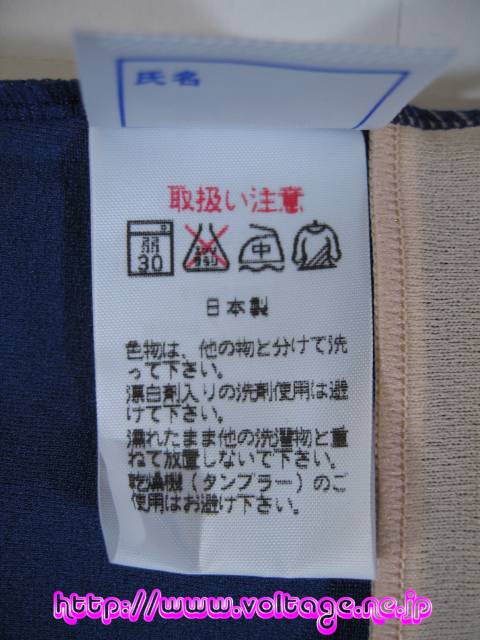 氏名
取扱い注意
弱
30
エンソ
サラシ
中
日本製
色物は、他の物と分けて洗
って下さい。
漂白剤入りの洗剤使用は避
けて下さい。
濡れたまま他の洗濯物と重
ねて放置しないで下さい。
乾燥機（タンブラー）のご
使用はお避け下さい。
http://www.voltage.ne.jp